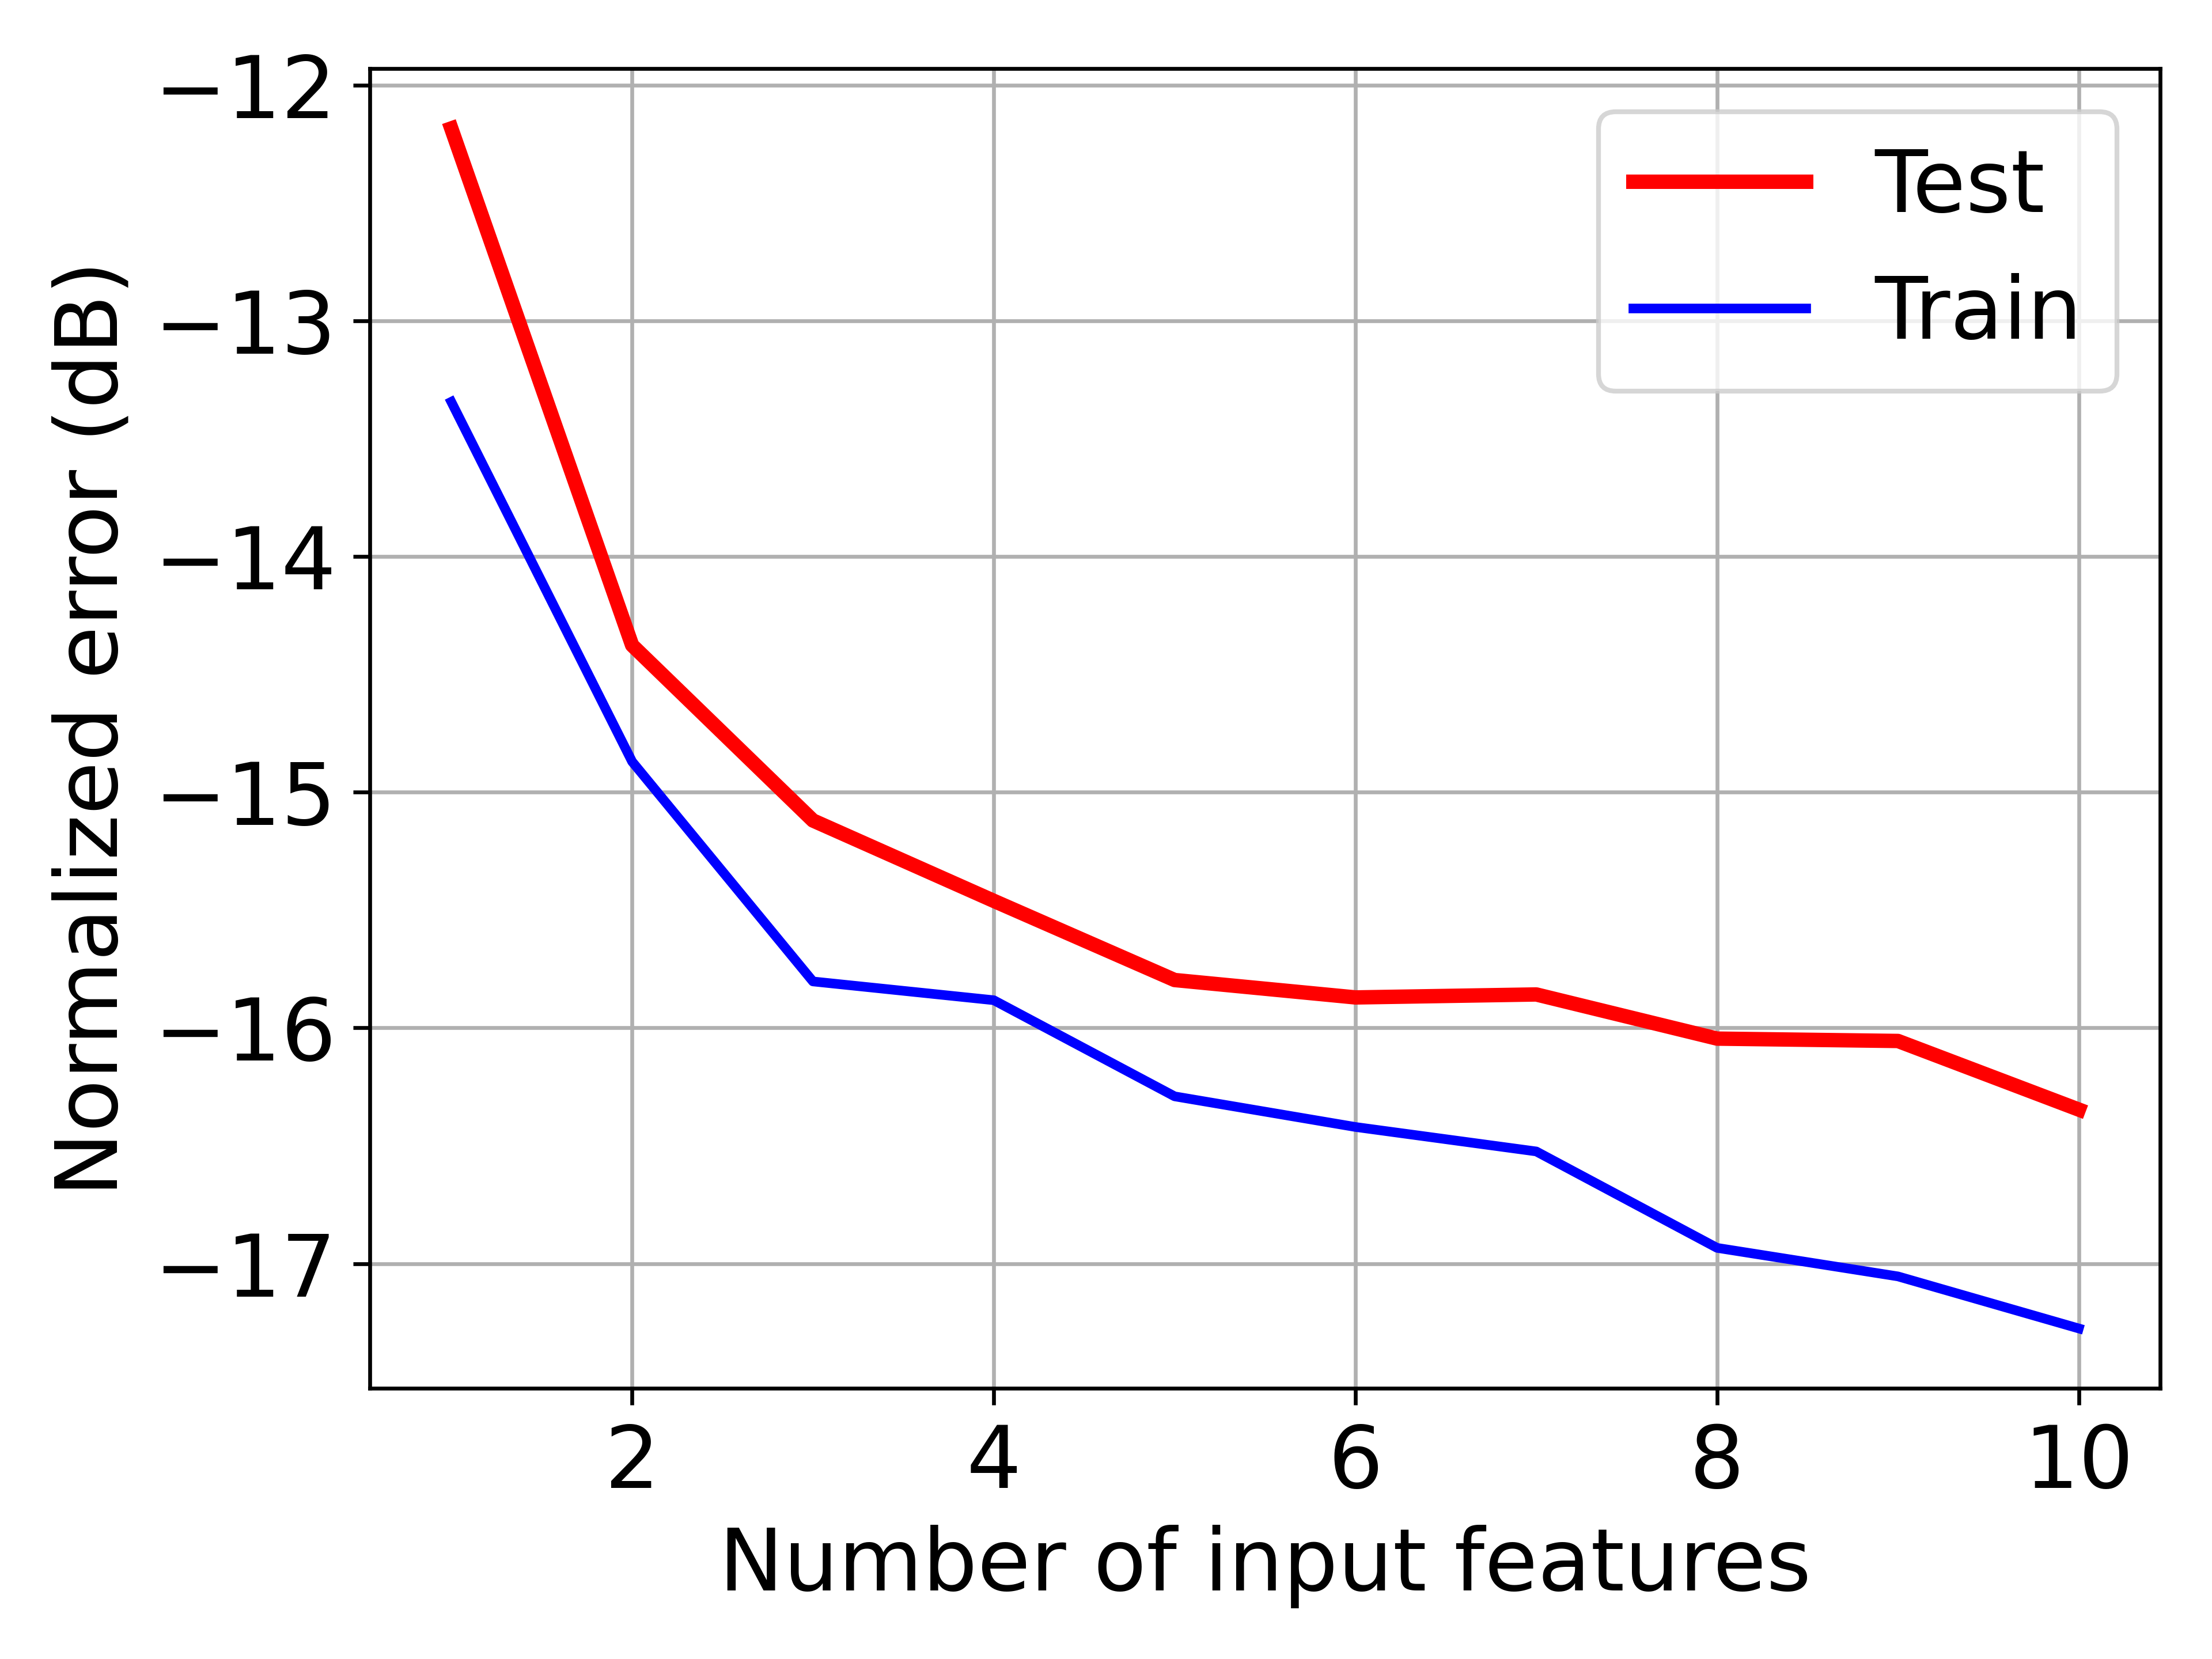 −12
−13
−14
−15
−16
−17
Normalized error (dB)
Test
Train
2 4 6 8 10
Number of input features